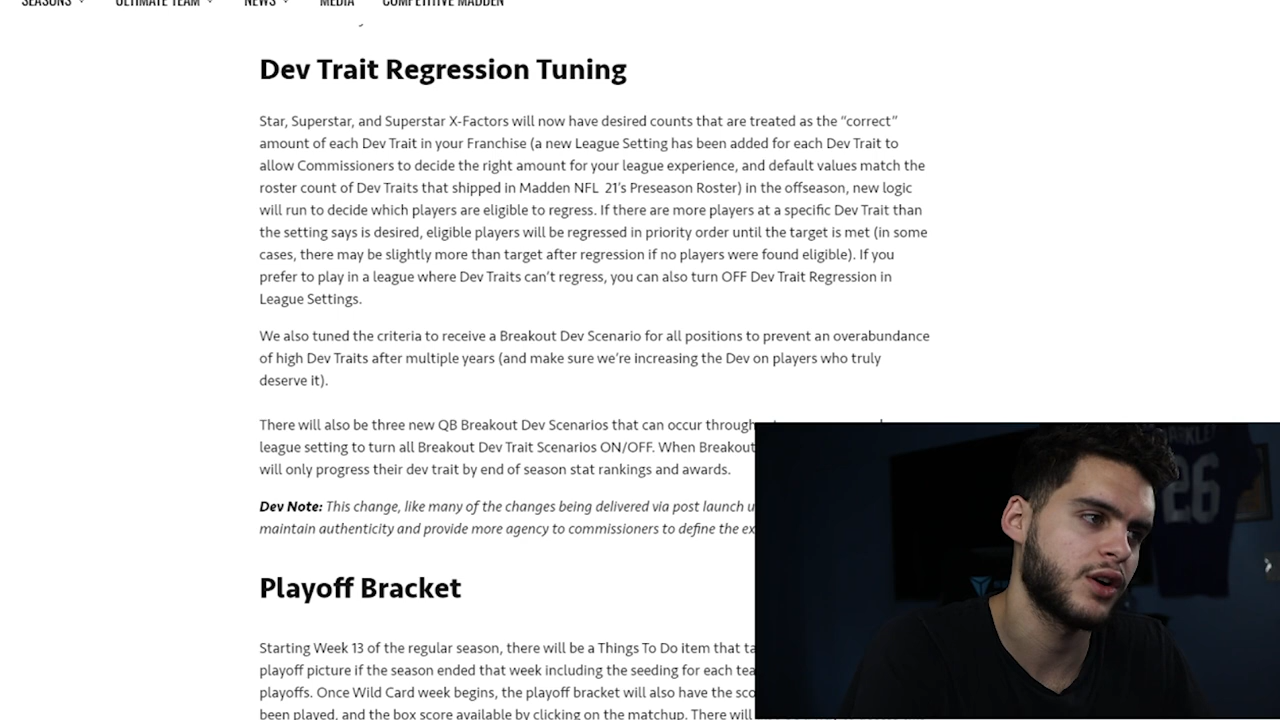 SEASONS ULTIMATE TEAM NEWS MEDIA COMPETITIVE MADDEN
Dev Trait Regression Tuning
Star, Superstar, and Superstar X-Factors will now have desired counts that are treated as the “correct”
amount of each Dev Trait in your Franchise (a new League Setting has been added for each Dev Trait to
allow Commissioners to decide the right amount for your league experience, and default values match the
roster count of Dev Traits that shipped in Madden NFL 21’s Preseason Roster) in the offseason, new logic
will run to decide which players are eligible to regress. If there are more players at a specific Dev Trait than
the setting says is desired, eligible players will be regressed in priority order until the target is met (in some
cases, there may be slightly more than target after regression if no players were found eligible). If you
prefer to play in a league where Dev Traits can’t regress, you can also turn OFF Dev Trait Regression in
League Settings.
We also tuned the criteria to receive a Breakout Dev Scenario for all positions to prevent an overabundance
of high Dev Traits after multiple years (and make sure we’re increasing the Dev on players who truly
deserve it).
There will also be three new QB Breakout Dev Scenarios that can occur
league setting to turn all Breakout Dev Trait Scenarios ON/OFF. When Breakout
will only progress their dev trait by end of season stat rankings and awards.
Dev Note: This change, like many of the changes being delivered via post launch
maintain authenticity and provide more agency to commissioners to define the
26
Playoff Bracket
Starting Week 13 of the regular season, there will be a Things To Do item that
playoff picture if the season ended that week including the seeding for each
playoffs. Once Wild Card week begins, the playoff bracket will also have the
been played, and the box score available by clicking on the matchup. There will